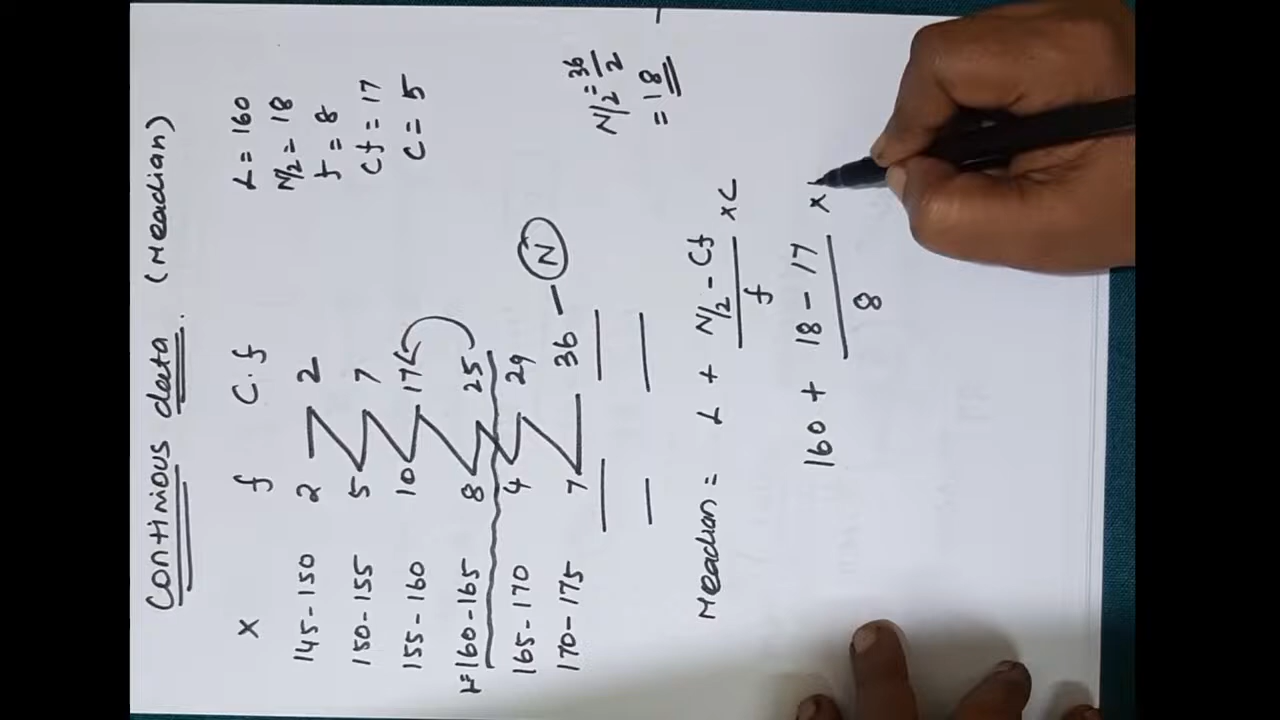 Continious data. (Meadian)
X f C.f
145-150 2 2
150-155 5 7
155-160 10 17
L=160-165 8 25
165-170 4 29
170-175 7 36 - N
L = 160
N/2 = 18
f = 8
Cf = 17
C = 5
N/2 = 36/2
= 18
Meadian = L + N/2 - Cf / f × C
160 + 18 - 17 / 8 ×